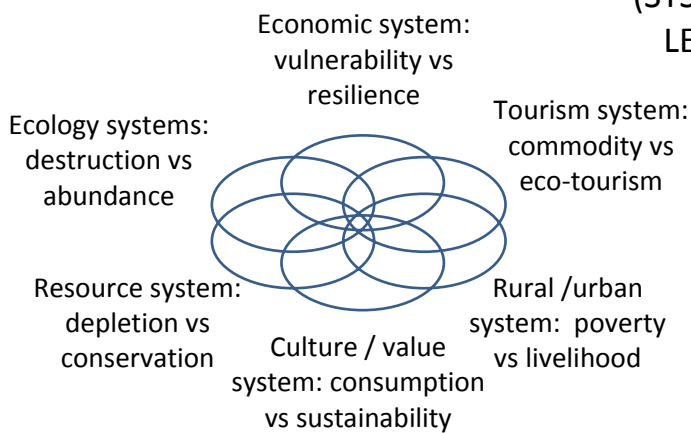 Economic system:
vulnerability vs
resilience
Ecology systems:
destruction vs
abundance
Tourism system:
commodity vs
eco-tourism
Resource system:
depletion vs
conservation
Culture / value
system: consumption
vs sustainability
Rural /urban
system:  poverty
vs livelihood